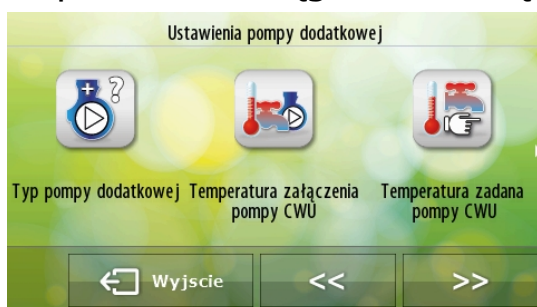 Ustawienia pompy dodatkowej
+ ?
Typ pompy dodatkowej
Temperatura załączenia
pompy CWU
Temperatura zadana
pompy CWU
Wyjscie
<<
>>